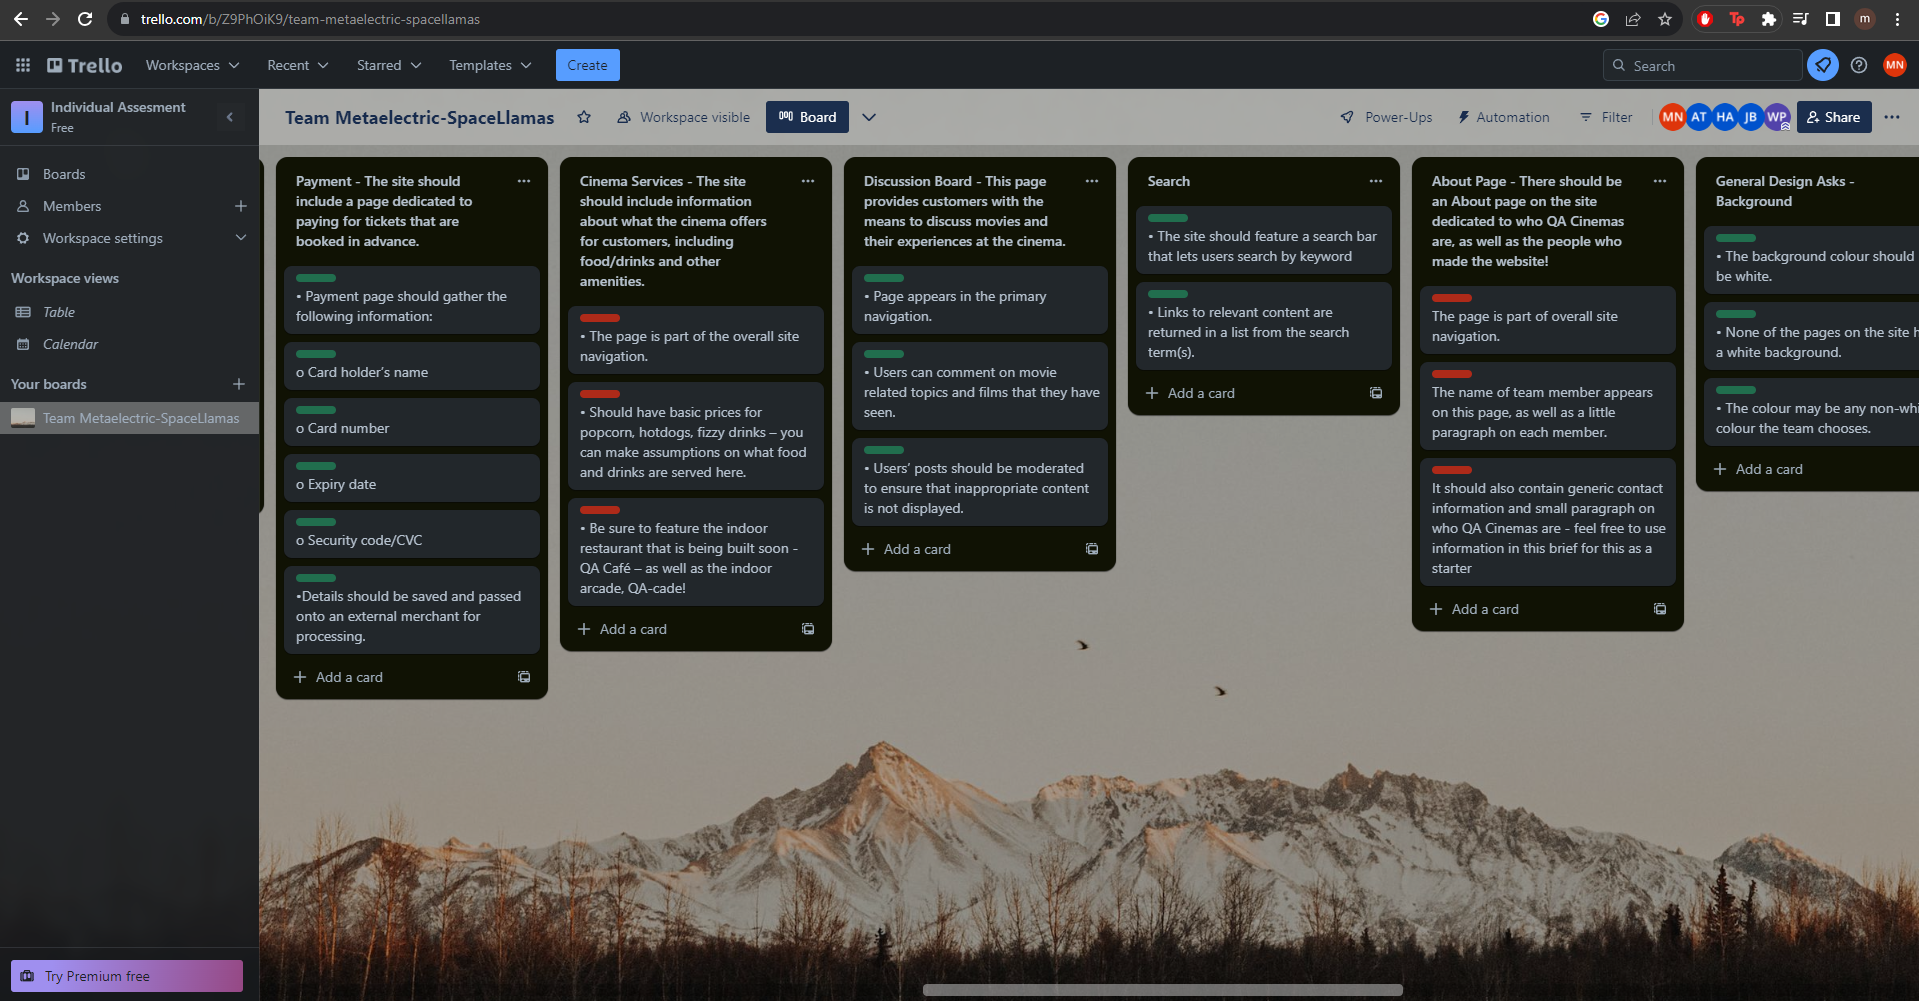 trello.com/b/Z9PhOiK9/team-metaelectric-spacellamas
Tp
m
Trello
Workspaces
Recent
Starred
Templates
Create
Search
MN
I
Individual Assesment
Free
Team Metaelectric-SpaceLlamas
Workspace visible
Board
Power-Ups
Automation
Filter
MN
AT
HA
JB
WP
Share
Boards
Members
Workspace settings
Workspace views
Table
Calendar
Your boards
Team Metaelectric-SpaceLlamas
Try Premium free
Payment - The site should
include a page dedicated to
paying for tickets that are
booked in advance.
• Payment page should gather the
following information:
o Card holder’s name
o Card number
o Expiry date
o Security code/CVC
•Details should be saved and passed
onto an external merchant for
processing.
Add a card
Cinema Services - The site
should include information
about what the cinema offers
for customers, including
food/drinks and other
amenities.
• The page is part of the overall site
navigation.
• Should have basic prices for
popcorn, hotdogs, fizzy drinks – you
can make assumptions on what food
and drinks are served here.
• Be sure to feature the indoor
restaurant that is being built soon -
QA Café – as well as the indoor
arcade, QA-cade!
Add a card
Discussion Board - This page
provides customers with the
means to discuss movies and
their experiences at the cinema.
• Page appears in the primary
navigation.
• Users can comment on movie
related topics and films that they have
seen.
• Users’ posts should be moderated
to ensure that inappropriate content
is not displayed.
Add a card
Search
• The site should feature a search bar
that lets users search by keyword
• Links to relevant content are
returned in a list from the search
term(s).
Add a card
About Page - There should be
an About page on the site
dedicated to who QA Cinemas
are, as well as the people who
made the website!
The page is part of overall site
navigation.
The name of team member appears
on this page, as well as a little
paragraph on each member.
It should also contain generic contact
information and small paragraph on
who QA Cinemas are - feel free to use
information in this brief for this as a
starter
Add a card
General Design Asks -
Background
• The background colour should
be white.
• None of the pages on the site h
a white background.
• The colour may be any non-whi
colour the team chooses.
Add a card